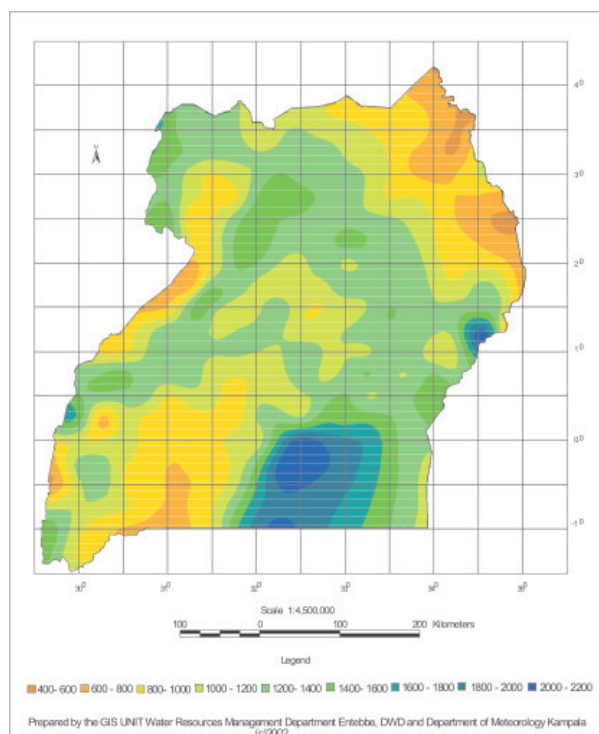 N
4⁰
3⁰
2⁰
1⁰
0⁰
-1⁰
30⁰ 31⁰ 32⁰ 33⁰ 34⁰ 35⁰
Scale 1:4,500,000
100 0 100 200 Kilometers
Legend
400- 600 600 - 800 800- 1000 1000 - 1200 1200- 1400 1400- 1600 1600 - 1800 1800 - 2000 2000 - 2200
Prepared by the GIS UNIT Water Resources Management Department Entebbe, DWD and Department of Meteorology Kampala
(c)2002